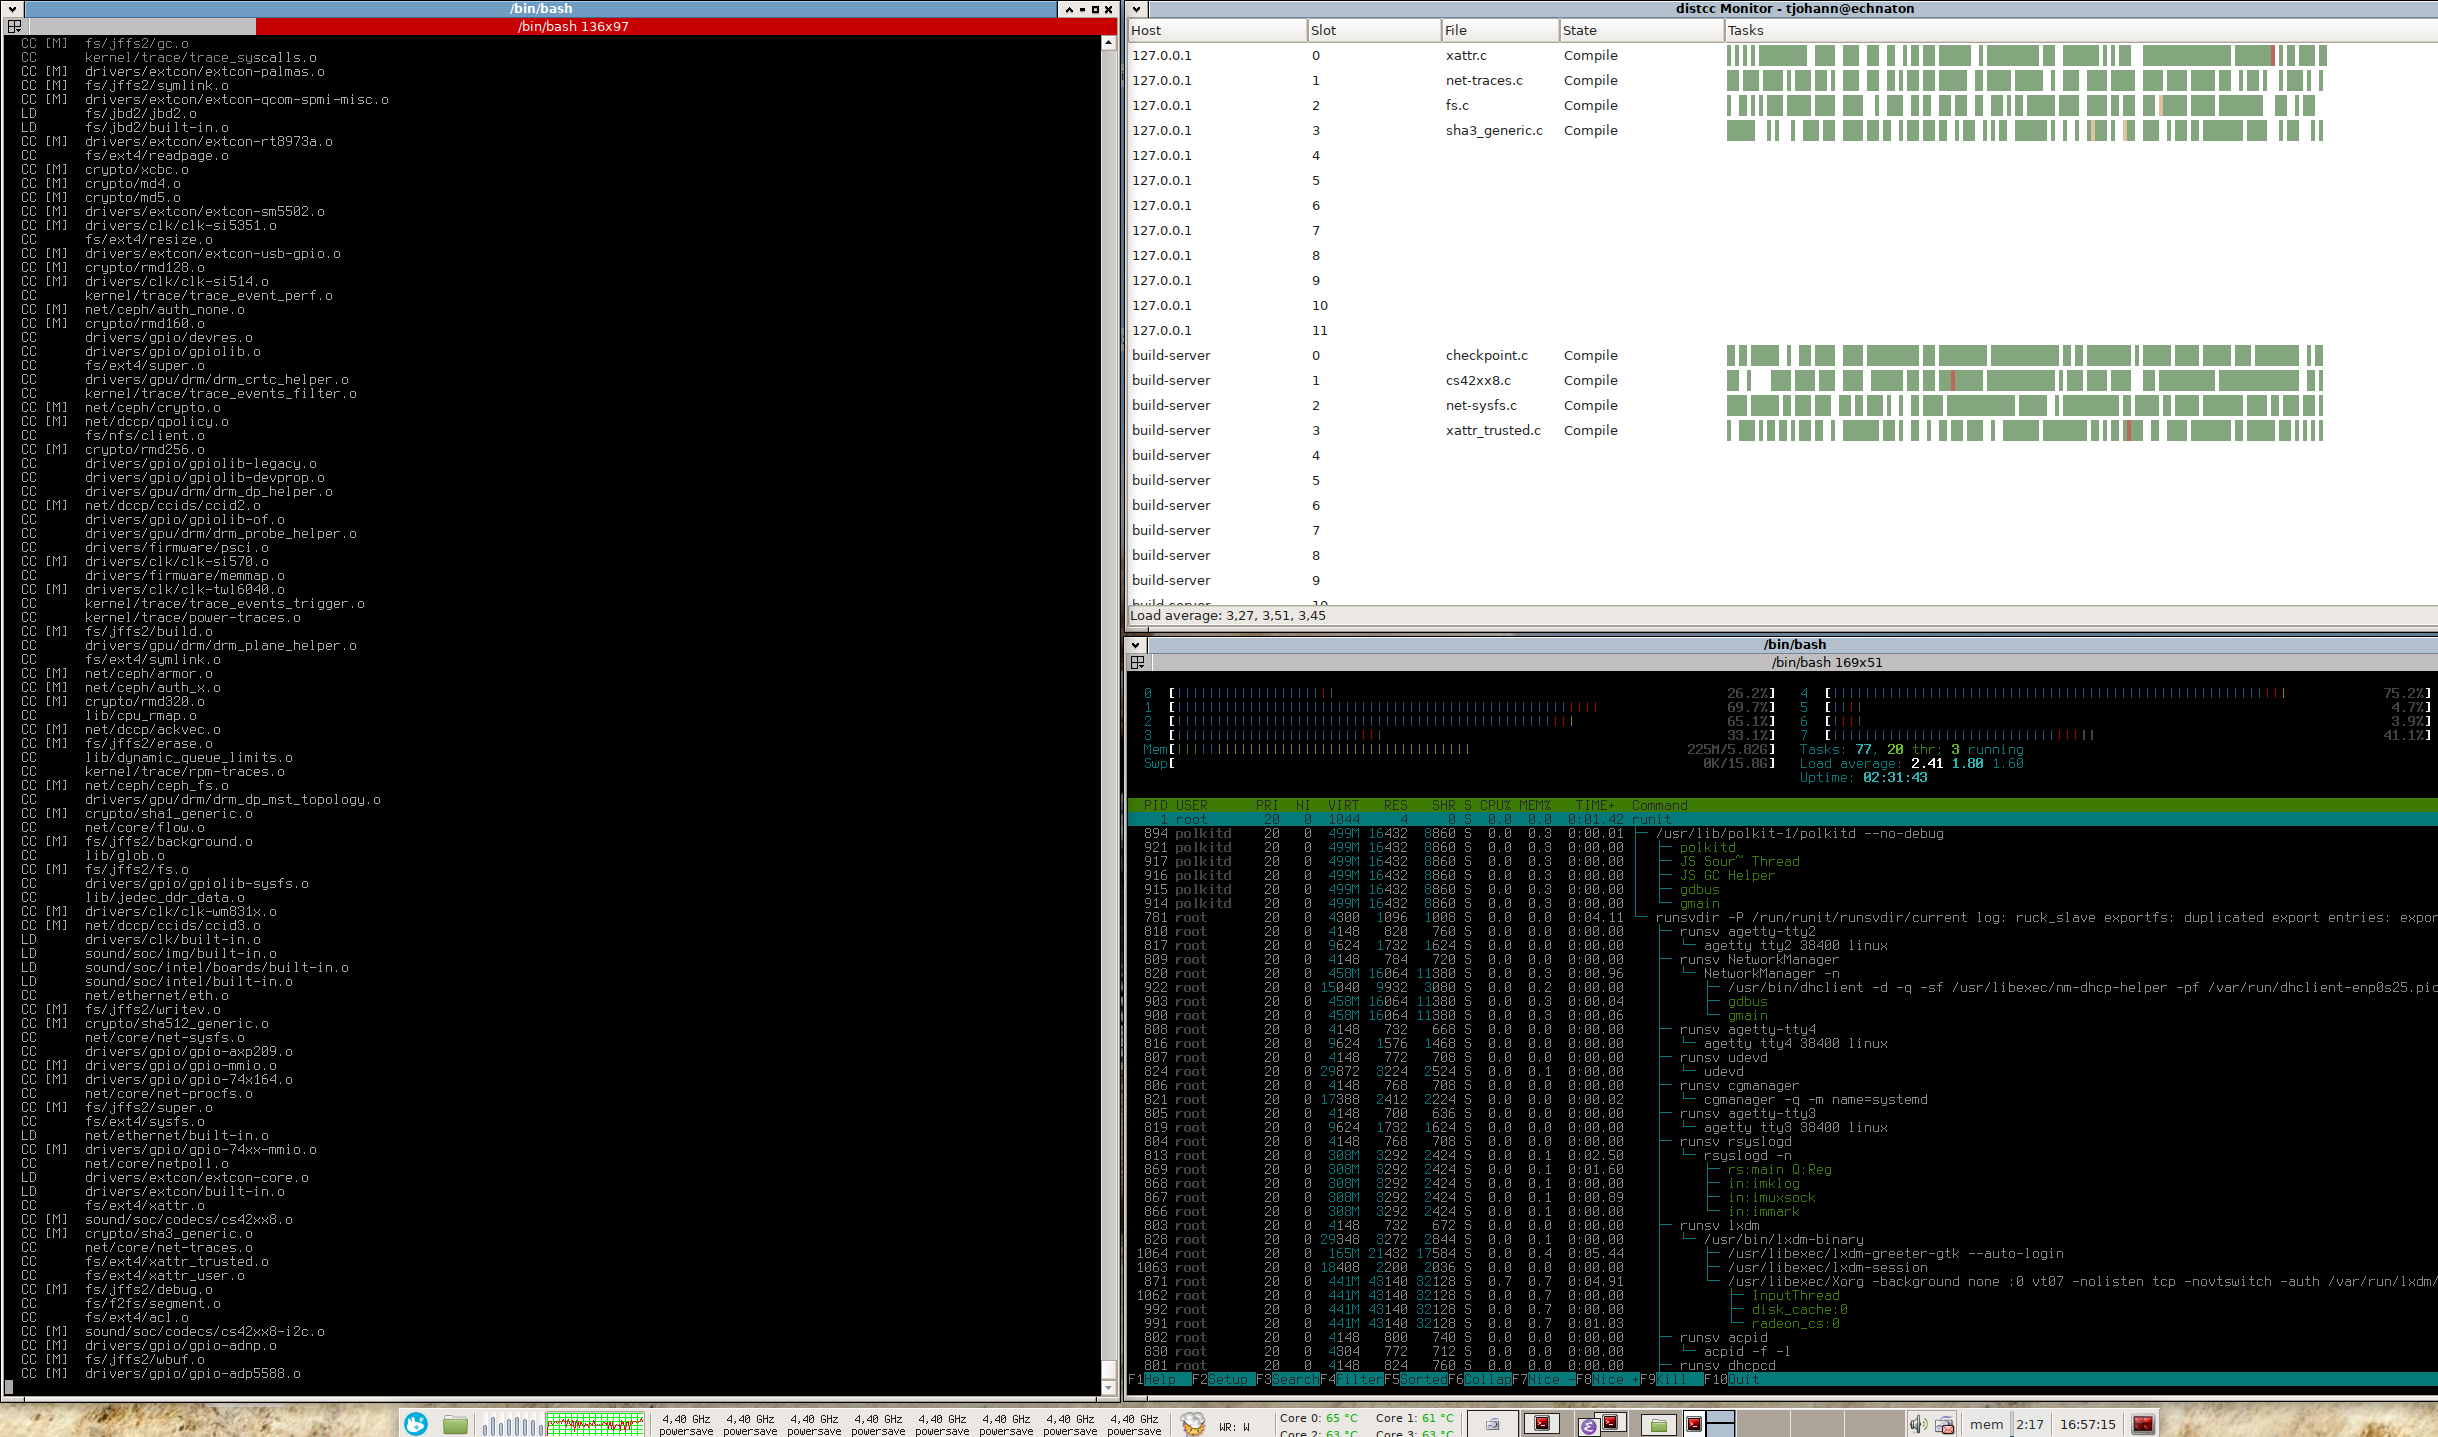 /bin/bash
/bin/bash 136x97
CC [M] fs/jffs2/gc.o
CC kernel/trace/trace_syscalls.o
CC [M] drivers/extcon/extcon-palmas.o
CC [M] fs/jffs2/symlink.o
CC [M] drivers/extcon/extcon-qcom-spmi-misc.o
LD fs/jbd2/jbd2.o
LD fs/jbd2/built-in.o
CC [M] drivers/extcon/extcon-rt8973a.o
CC fs/ext4/readpage.o
CC [M] crypto/xcbc.o
CC [M] crypto/md4.o
CC [M] crypto/md5.o
CC [M] drivers/extcon/extcon-sm5502.o
CC [M] drivers/clk/clk-si5351.o
CC fs/ext4/resize.o
CC [M] drivers/extcon/extcon-usb-gpio.o
CC [M] crypto/rmd128.o
CC [M] drivers/clk/clk-si514.o
CC kernel/trace/trace_event_perf.o
CC [M] net/ceph/auth_none.o
CC [M] crypto/rmd160.o
CC drivers/gpio/devres.o
CC drivers/gpio/gpiolib.o
CC fs/ext4/super.o
CC drivers/gpu/drm/drm_crtc_helper.o
CC kernel/trace/trace_events_filter.o
CC [M] net/ceph/crypto.o
CC [M] net/dccp/qpolicy.o
CC fs/nfs/client.o
CC [M] crypto/rmd256.o
CC drivers/gpio/gpiolib-legacy.o
CC drivers/gpio/gpiolib-devprop.o
CC drivers/gpu/drm/drm_dp_helper.o
CC [M] net/dccp/ccids/ccid2.o
CC drivers/gpio/gpiolib-of.o
CC drivers/gpu/drm/drm_probe_helper.o
CC drivers/firmware/psci.o
CC [M] drivers/clk/clk-si570.o
CC drivers/firmware/memmap.o
CC [M] drivers/clk/clk-twl6040.o
CC kernel/trace/trace_events_trigger.o
CC kernel/trace/power-traces.o
CC [M] fs/jffs2/build.o
CC drivers/gpu/drm/drm_plane_helper.o
CC fs/ext4/symlink.o
CC [M] net/ceph/armor.o
CC [M] net/ceph/auth_x.o
CC [M] crypto/rmd320.o
CC lib/cpu_rmap.o
CC [M] net/dccp/ackvec.o
CC [M] fs/jffs2/erase.o
CC lib/dynamic_queue_limits.o
CC kernel/trace/rpm-traces.o
CC [M] net/ceph/ceph_fs.o
CC drivers/gpu/drm/drm_dp_mst_topology.o
CC [M] crypto/sha1_generic.o
CC net/core/flow.o
CC [M] fs/jffs2/background.o
CC lib/glob.o
CC [M] fs/jffs2/fs.o
CC drivers/gpio/gpiolib-sysfs.o
CC lib/jedec_ddr_data.o
CC [M] drivers/clk/clk-wm831x.o
CC [M] net/dccp/ccids/ccid3.o
LD drivers/clk/built-in.o
LD sound/soc/img/built-in.o
LD sound/soc/intel/boards/built-in.o
LD sound/soc/intel/built-in.o
CC net/ethernet/eth.o
CC [M] fs/jffs2/writev.o
CC [M] crypto/sha512_generic.o
CC net/core/net-sysfs.o
CC drivers/gpio/gpio-axp209.o
CC [M] drivers/gpio/gpio-mmio.o
CC [M] drivers/gpio/gpio-74x164.o
CC net/core/net-procfs.o
CC [M] fs/jffs2/super.o
CC fs/ext4/sysfs.o
LD net/ethernet/built-in.o
CC [M] drivers/gpio/gpio-74xx-mmio.o
CC net/core/netpoll.o
LD drivers/extcon/extcon-core.o
LD drivers/extcon/built-in.o
CC fs/ext4/xattr.o
CC [M] sound/soc/codecs/cs42xx8.o
CC [M] crypto/sha3_generic.o
CC net/core/net-traces.o
CC fs/ext4/xattr_trusted.o
CC fs/ext4/xattr_user.o
CC [M] fs/jffs2/debug.o
CC fs/f2fs/segment.o
CC fs/ext4/acl.o
CC [M] sound/soc/codecs/cs42xx8-i2c.o
CC [M] drivers/gpio/gpio-adnp.o
CC [M] fs/jffs2/wbuf.o
CC [M] drivers/gpio/gpio-adp5588.o
distcc Monitor - tjohann@echnaton
Host Slot File State Tasks
127.0.0.1 0 xattr.c Compile
127.0.0.1 1 net-traces.c Compile
127.0.0.1 2 fs.c Compile
127.0.0.1 3 sha3_generic.c Compile
127.0.0.1 4
127.0.0.1 5
127.0.0.1 6
127.0.0.1 7
127.0.0.1 8
127.0.0.1 9
127.0.0.1 10
127.0.0.1 11
build-server 0 checkpoint.c Compile
build-server 1 cs42xx8.c Compile
build-server 2 net-sysfs.c Compile
build-server 3 xattr_trusted.c Compile
build-server 4
build-server 5
build-server 6
build-server 7
build-server 8
build-server 9
build-server 10
Load average: 3,27, 3,51, 3,45
/bin/bash
/bin/bash 169x51
0 [ 26.2%] 4 [ 75.2%]
1 [ 69.7%] 5 [ 4.7%]
2 [ 65.1%] 6 [ 3.9%]
3 [ 33.1%] 7 [ 41.1%]
Mem[ 225M/5.82G] Tasks: 77, 20 thr; 3 running
Swp[ 0K/15.8G] Load average: 2.41 1.80 1.60
Uptime: 02:31:43
PID USER PRI NI VIRT RES SHR S CPU% MEM% TIME+ Command
1 root 20 0 1044 4 0 S 0.0 0.0 0:01.42 runit
894 polkitd 20 0 499M 16432 8860 S 0.0 0.3 0:00.01 /usr/lib/polkit-1/polkitd --no-debug
921 polkitd 20 0 499M 16432 8860 S 0.0 0.3 0:00.00 polkitd
917 polkitd 20 0 499M 16432 8860 S 0.0 0.3 0:00.00 JS Sour~ Thread
916 polkitd 20 0 499M 16432 8860 S 0.0 0.3 0:00.00 JS GC Helper
915 polkitd 20 0 499M 16432 8860 S 0.0 0.3 0:00.00 gdbus
914 polkitd 20 0 499M 16432 8860 S 0.0 0.3 0:00.00 gmain
781 root 20 0 4300 1096 1008 S 0.0 0.0 0:04.11 runsvdir -P /run/runit/runsvdir/current log: ruck_slave exportfs: duplicated export entries: expor
810 root 20 0 4148 820 760 S 0.0 0.0 0:00.00 runsv agetty-tty2
817 root 20 0 9624 1732 1624 S 0.0 0.0 0:00.00 agetty tty2 38400 linux
809 root 20 0 4148 784 720 S 0.0 0.0 0:00.00 runsv NetworkManager
820 root 20 0 458M 16064 11380 S 0.0 0.3 0:00.96 NetworkManager -n
922 root 20 0 15040 9932 3080 S 0.0 0.2 0:00.00 /usr/bin/dhclient -d -q -sf /usr/libexec/nm-dhcp-helper -pf /var/run/dhclient-enp0s25.pic
903 root 20 0 458M 16064 11380 S 0.0 0.3 0:00.04 gdbus
900 root 20 0 458M 16064 11380 S 0.0 0.3 0:00.06 gmain
808 root 20 0 4148 732 668 S 0.0 0.0 0:00.00 runsv agetty-tty4
816 root 20 0 9624 1576 1468 S 0.0 0.0 0:00.00 agetty tty4 38400 linux
807 root 20 0 4148 772 708 S 0.0 0.0 0:00.00 runsv udevd
824 root 20 0 29872 3224 2524 S 0.0 0.1 0:00.00 udevd
806 root 20 0 4148 768 708 S 0.0 0.0 0:00.00 runsv cgmanager
821 root 20 0 17388 2412 2224 S 0.0 0.0 0:00.02 cgmanager -q -m name=systemd
805 root 20 0 4148 700 636 S 0.0 0.0 0:00.00 runsv agetty-tty3
819 root 20 0 9624 1732 1624 S 0.0 0.0 0:00.00 agetty tty3 38400 linux
804 root 20 0 4148 768 708 S 0.0 0.0 0:00.00 runsv rsyslogd
813 root 20 0 308M 3292 2424 S 0.0 0.1 0:02.50 rsyslogd -n
869 root 20 0 308M 3292 2424 S 0.0 0.1 0:01.60 rs:main Q:Reg
868 root 20 0 308M 3292 2424 S 0.0 0.1 0:00.00 in:imklog
867 root 20 0 308M 3292 2424 S 0.0 0.1 0:00.89 in:imuxsock
866 root 20 0 308M 3292 2424 S 0.0 0.1 0:00.00 in:immark
803 root 20 0 4148 732 672 S 0.0 0.0 0:00.00 runsv lxdm
828 root 20 0 29348 3272 2844 S 0.0 0.1 0:00.00 /usr/bin/lxdm-binary
1064 root 20 0 165M 21432 17584 S 0.0 0.4 0:05.44 /usr/libexec/lxdm-greeter-gtk --auto-login
1063 root 20 0 18408 2200 2036 S 0.0 0.0 0:00.00 /usr/libexec/lxdm-session
871 root 20 0 441M 43140 32128 S 0.7 0.7 0:04.91 /usr/libexec/Xorg -background none :0 vt07 -nolisten tcp -novtswitch -auth /var/run/lxdm/
1062 root 20 0 441M 43140 32128 S 0.0 0.7 0:00.00 InputThread
992 root 20 0 441M 43140 32128 S 0.0 0.7 0:00.00 disk_cache:0
991 root 20 0 441M 43140 32128 S 0.0 0.7 0:01.03 radeon_cs:0
802 root 20 0 4148 800 740 S 0.0 0.0 0:00.00 runsv acpid
830 root 20 0 4304 772 712 S 0.0 0.0 0:00.00 acpid -f -l
801 root 20 0 4148 824 760 S 0.0 0.0 0:00.00 runsv dhcpcd
F1Help F2Setup F3SearchF4FilterF5SortedF6CollapF7Nice -F8Nice +F9Kill F10Quit
4,40 GHz 4,40 GHz 4,40 GHz 4,40 GHz 4,40 GHz 4,40 GHz 4,40 GHz 4,40 GHz
powersave powersave powersave powersave powersave powersave powersave powersave
WR: W
Core 0: 65 °C Core 1: 61 °C
Core 2: 63 °C Core 3: 63 °C
mem 2:17 16:57:15